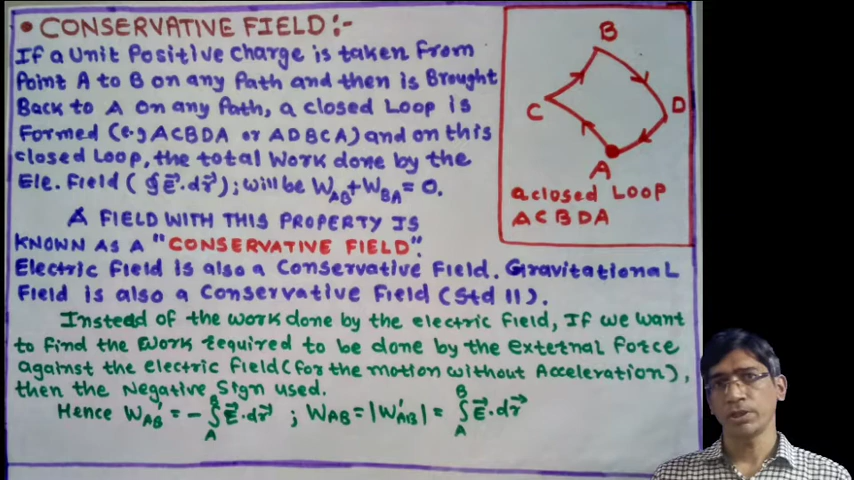 • CONSERVATIVE FIELD :-
If a Unit Positive Charge is taken From
Point A to B on any Path and then is Brought
Back to A on any Path, a closed Loop is
Formed (e.g ACBDA or ADBCA) and on this
closed Loop, the total Work done by the
Ele. Field (∮E⃗.dr⃗); will be W_AB + W_BA = 0.
A FIELD WITH THIS PROPERTY IS
KNOWN AS A "CONSERVATIVE FIELD".
Electric Field is also a Conservative Field. Gravitational
Field is also a Conservative Field (Std 11).
Instead of the work done by the electric field, If we want
to find the work required to be done by the external force
against the electric field (for the motion without Acceleration),
then the Negative Sign used.
Hence W_AB' = - ∫_A^B E⃗.dr⃗ ; W_AB = |W'_AB| = ∫_A^B E⃗.dr⃗
B
C
D
A
a closed LOOP
ACBDA